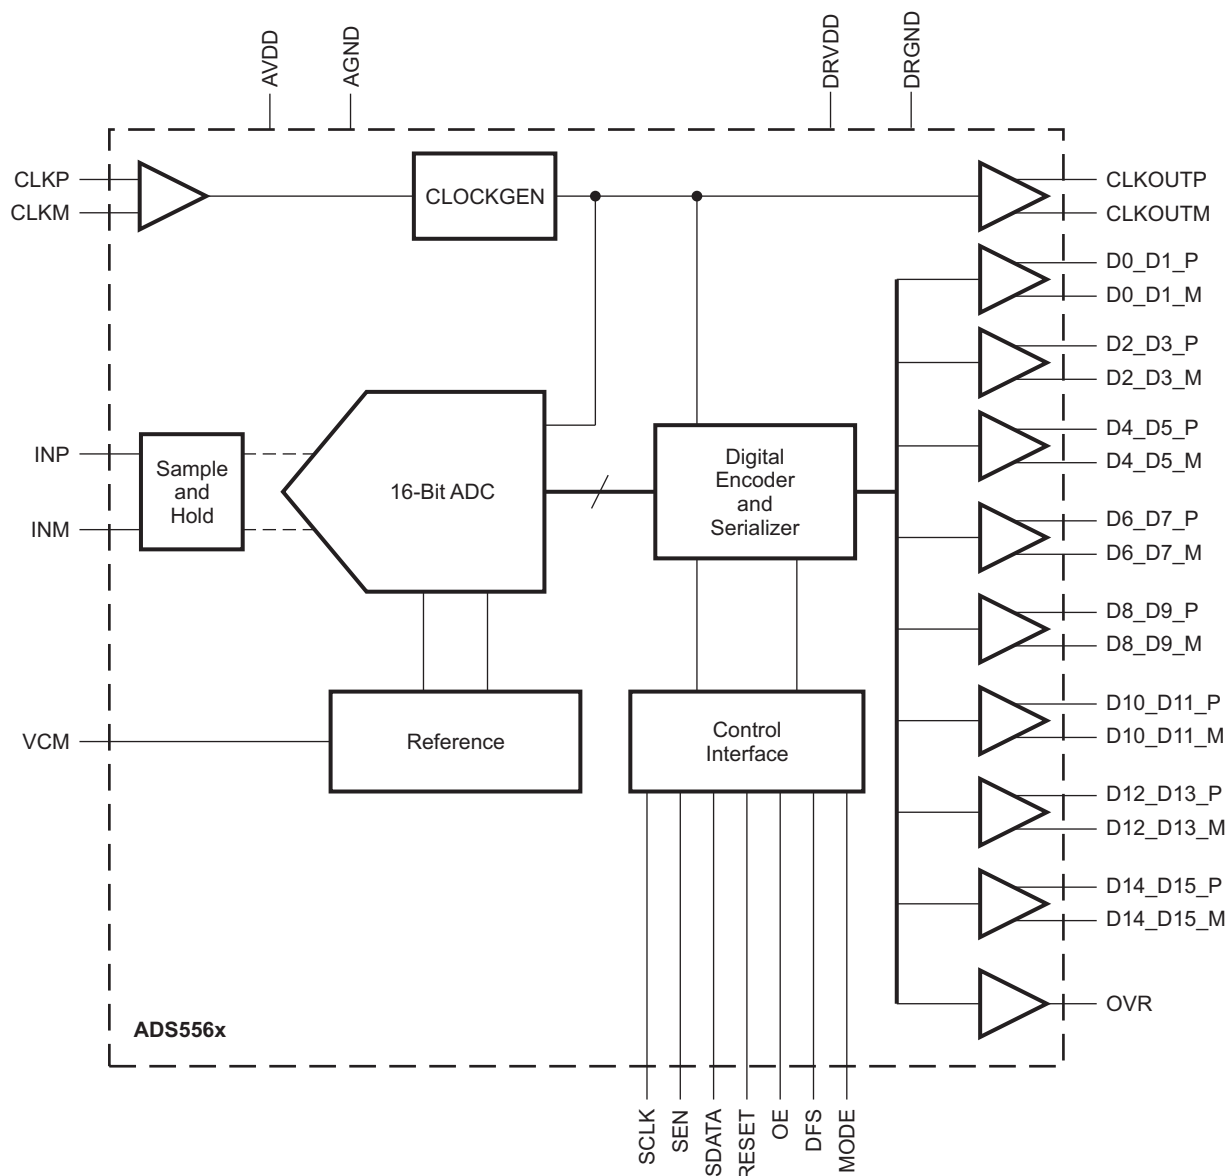 AVDD
AGND
DRVDD
DRGND
CLKP
CLKM
CLOCKGEN
CLKOUTP
CLKOUTM
D0_D1_P
D0_D1_M
D2_D3_P
D2_D3_M
D4_D5_P
D4_D5_M
INP
INM
Sample
and
Hold
16-Bit ADC
Digital
Encoder
and
Serializer
D6_D7_P
D6_D7_M
D8_D9_P
D8_D9_M
VCM
Reference
Control
Interface
D10_D11_P
D10_D11_M
D12_D13_P
D12_D13_M
D14_D15_P
D14_D15_M
OVR
ADS556x
SCLK
SEN
SDATA
RESET
OE
DFS
MODE